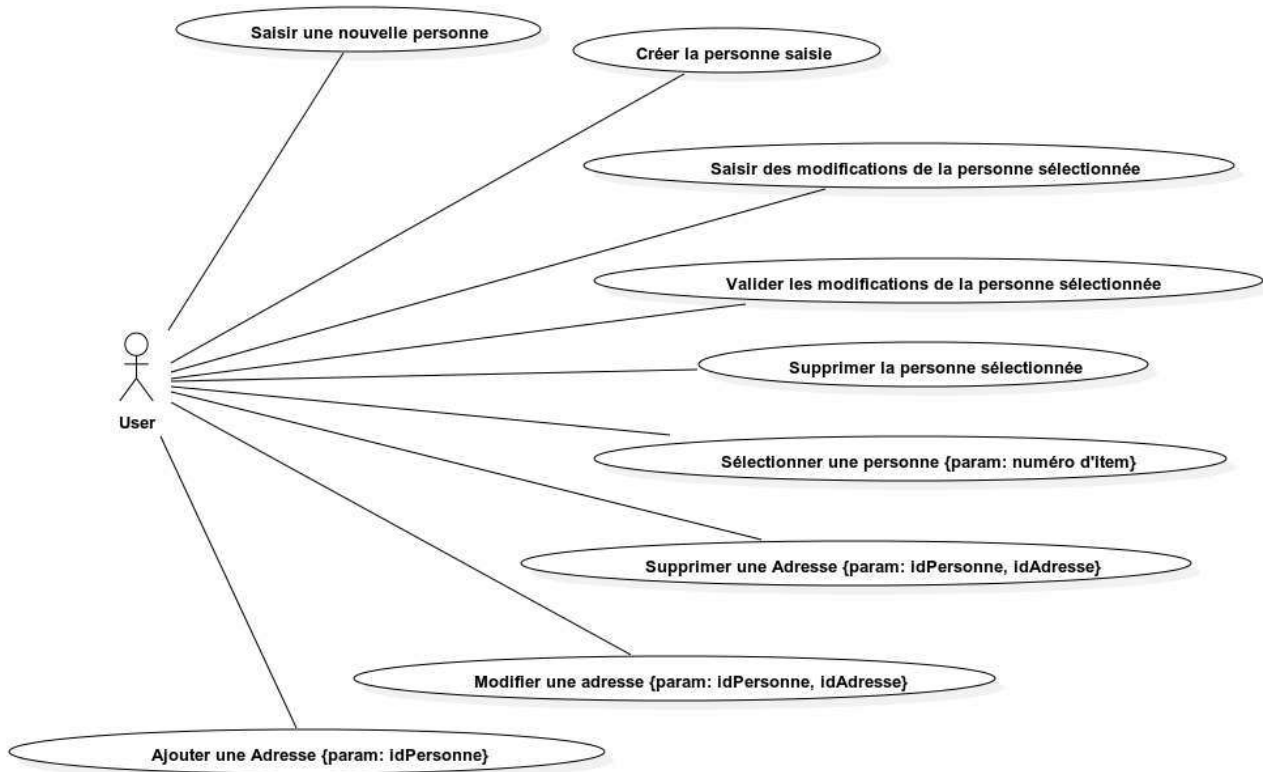 Saisir une nouvelle personne
Créer la personne saisie
Saisir des modifications de la personne sélectionnée
Valider les modifications de la personne sélectionnée
Supprimer la personne sélectionnée
User
Sélectionner une personne {param: numéro d'item}
Supprimer une Adresse {param: idPersonne, idAdresse}
Modifier une adresse {param: idPersonne, idAdresse}
Ajouter une Adresse {param: idPersonne}